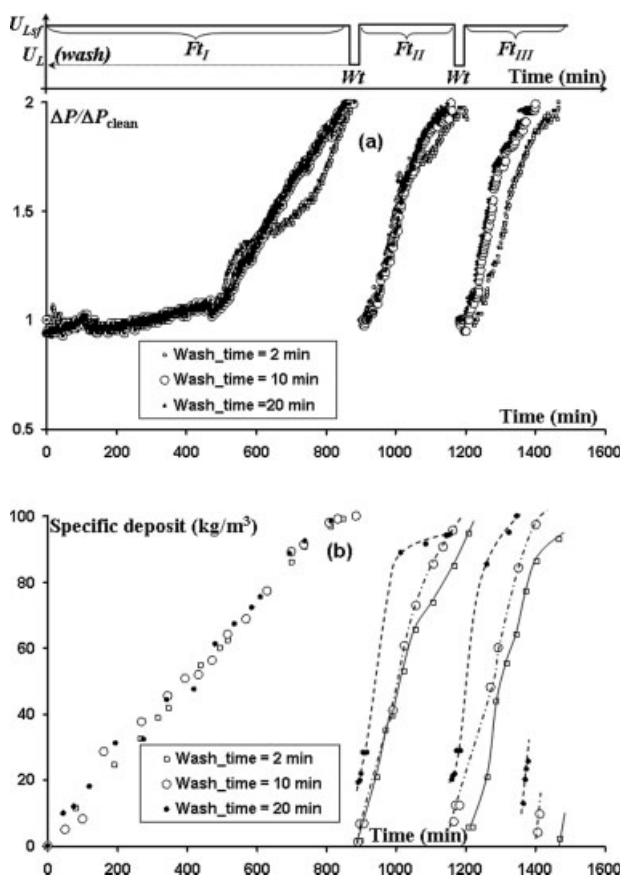 U_Lsf
U_L (wash)
Ft_I
Ft_II
Ft_III
Wt
Wt
Time (min)
2
ΔP/ΔP_clean
(a)
1.5
1
Wash_time = 2 min
Wash_time = 10 min
Wash_time =20 min
Time (min)
0.5
0 200 400 600 800 1000 1200 1400 1600
100
Specific deposit (kg/m³)
(b)
80
60
40
20
Wash_time = 2 min
Wash_time = 10 min
Wash_time = 20 min
Time (min)
0
0 200 400 600 800 1000 1200 1400 1600